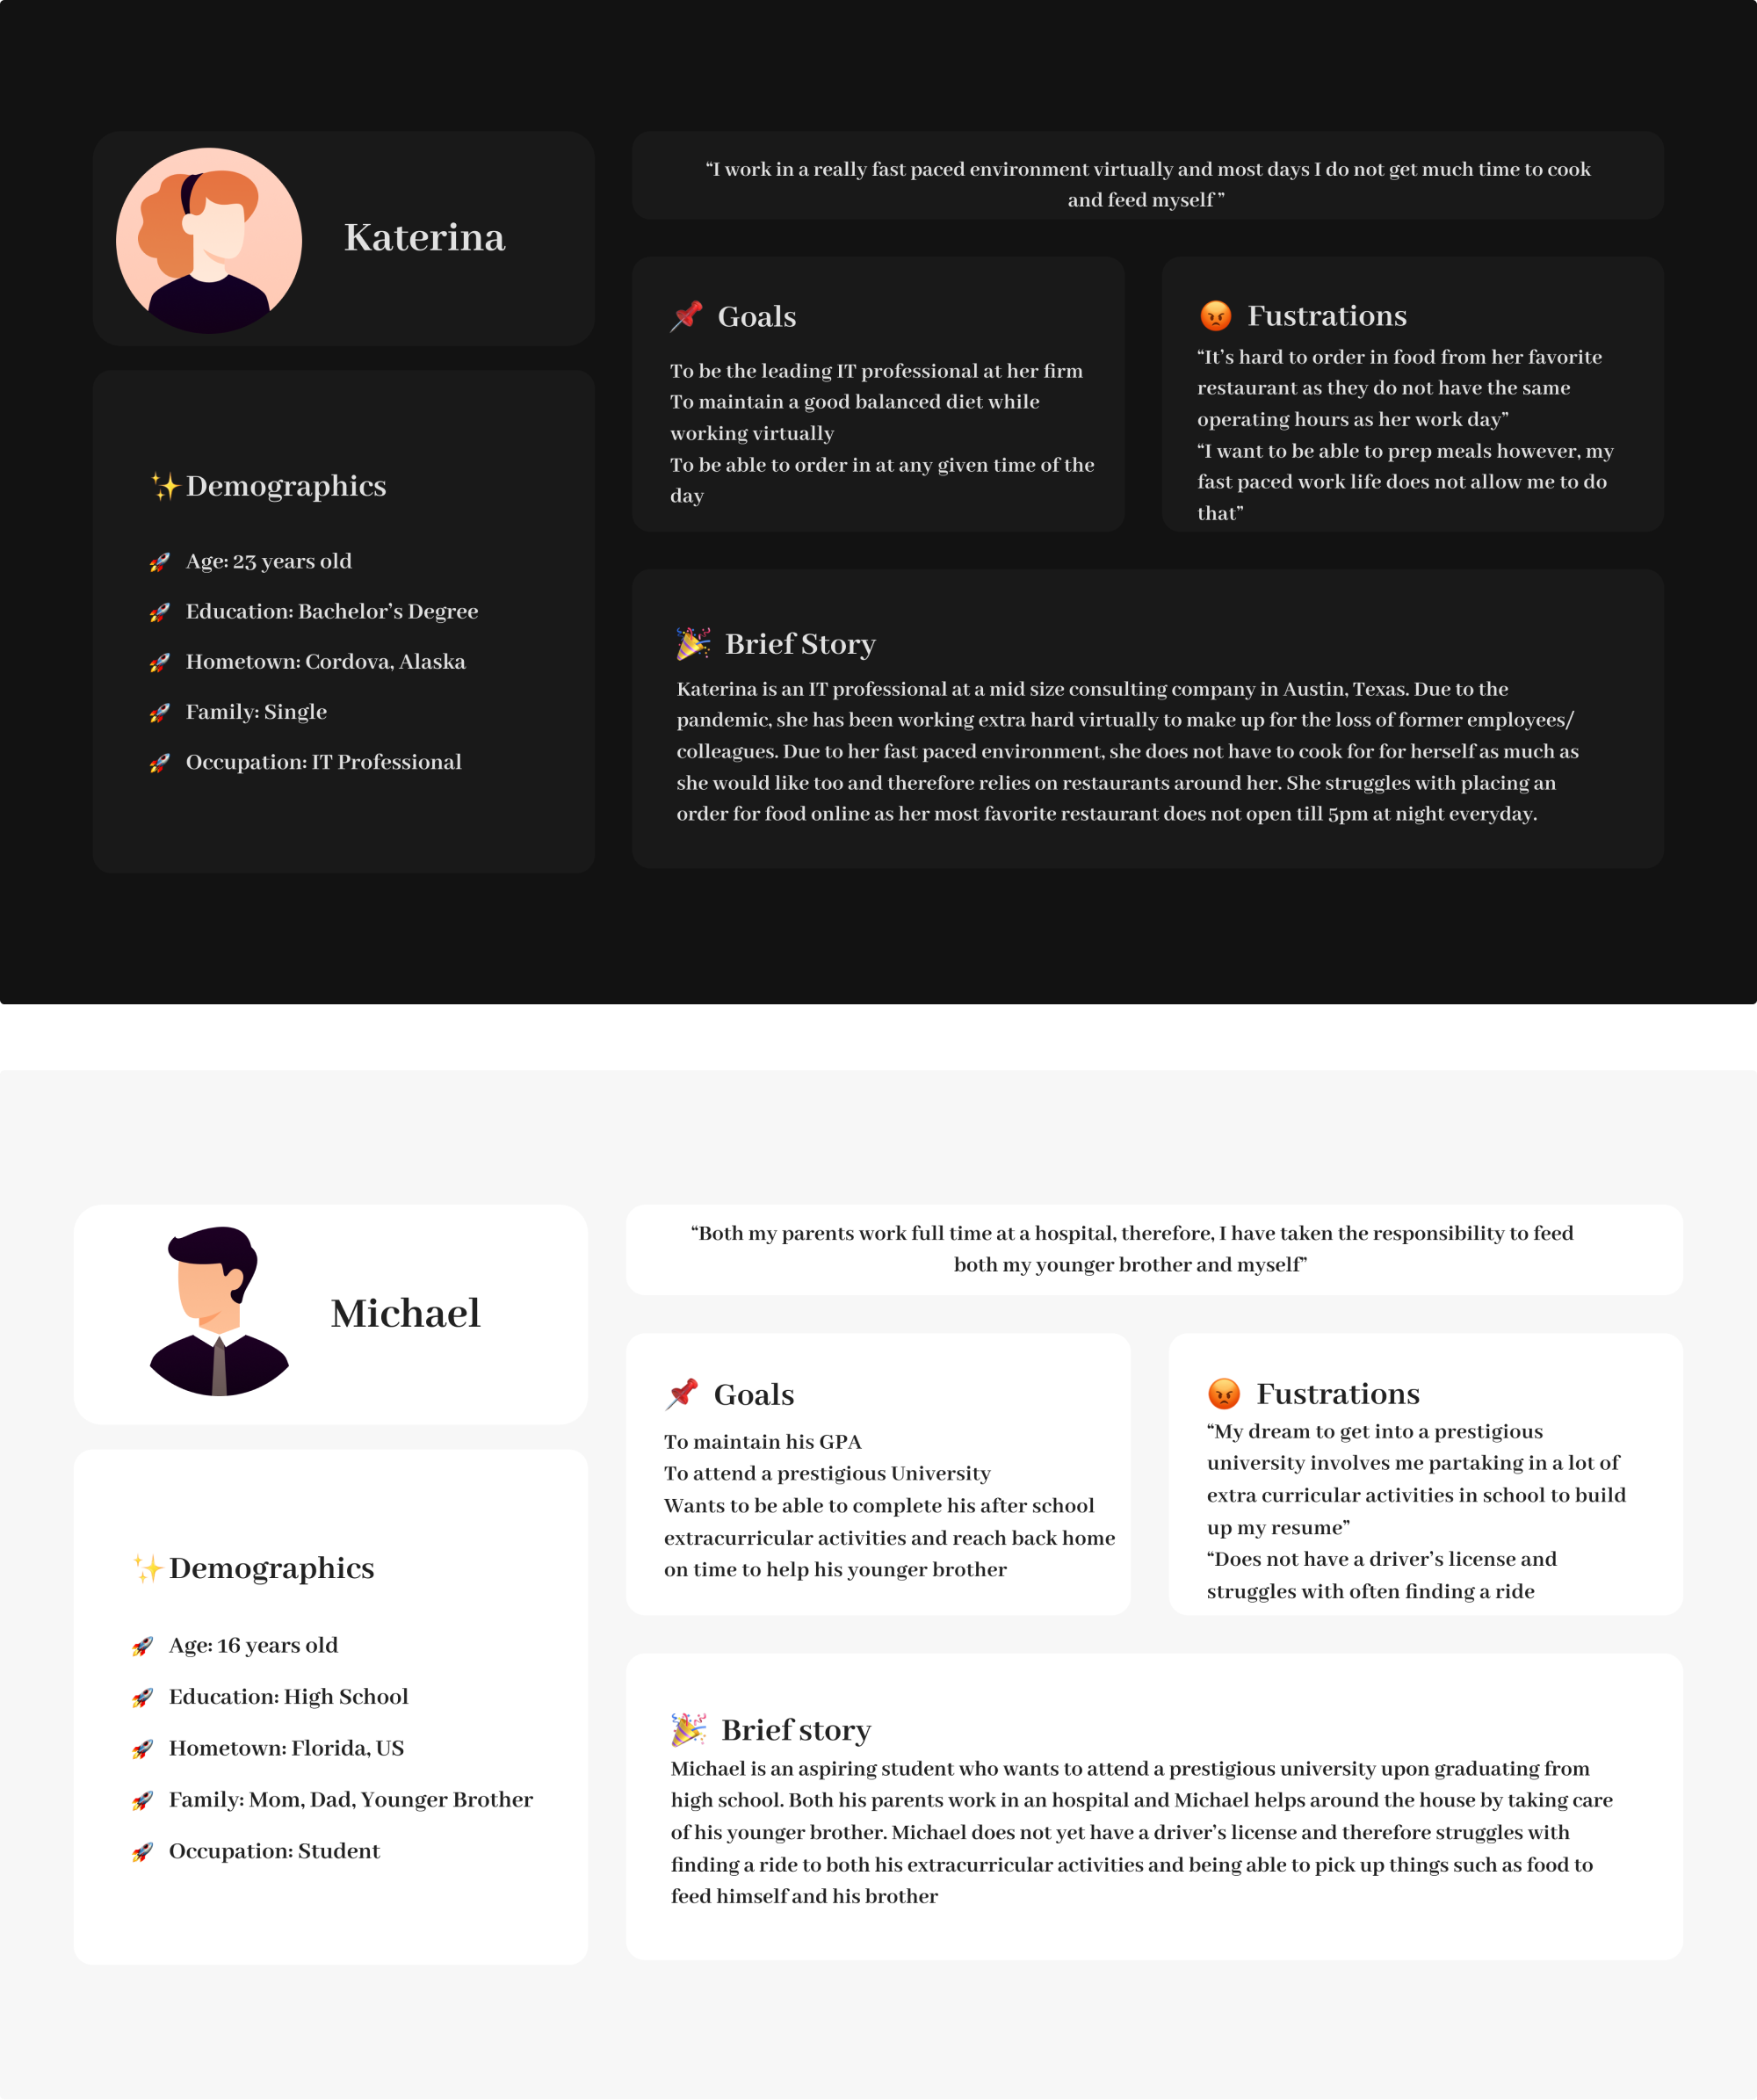 Katerina
“I work in a really fast paced environment virtually and most days I do not get much time to cook
and feed myself ”
✨Demographics
🚀 Age: 23 years old
🚀 Education: Bachelor’s Degree
🚀 Hometown: Cordova, Alaska
🚀 Family: Single
🚀 Occupation: IT Professional
📌 Goals
To be the leading IT professional at her firm
To maintain a good balanced diet while
working virtually
To be able to order in at any given time of the
day
😡 Fustrations
“It’s hard to order in food from her favorite
restaurant as they do not have the same
operating hours as her work day”
“I want to be able to prep meals however, my
fast paced work life does not allow me to do
that”
🎉 Brief Story
Katerina is an IT professional at a mid size consulting company in Austin, Texas. Due to the
pandemic, she has been working extra hard virtually to make up for the loss of former employees/
colleagues. Due to her fast paced environment, she does not have to cook for for herself as much as
she would like too and therefore relies on restaurants around her. She struggles with placing an
order for food online as her most favorite restaurant does not open till 5pm at night everyday.
Michael
“Both my parents work full time at a hospital, therefore, I have taken the responsibility to feed
both my younger brother and myself”
✨Demographics
🚀 Age: 16 years old
🚀 Education: High School
🚀 Hometown: Florida, US
🚀 Family: Mom, Dad, Younger Brother
🚀 Occupation: Student
📌 Goals
To maintain his GPA
To attend a prestigious University
Wants to be able to complete his after school
extracurricular activities and reach back home
on time to help his younger brother
😡 Fustrations
“My dream to get into a prestigious
university involves me partaking in a lot of
extra curricular activities in school to build
up my resume”
“Does not have a driver’s license and
struggles with often finding a ride
🎉 Brief story
Michael is an aspiring student who wants to attend a prestigious university upon graduating from
high school. Both his parents work in an hospital and Michael helps around the house by taking care
of his younger brother. Michael does not yet have a driver’s license and therefore struggles with
finding a ride to both his extracurricular activities and being able to pick up things such as food to
feed himself and his brother